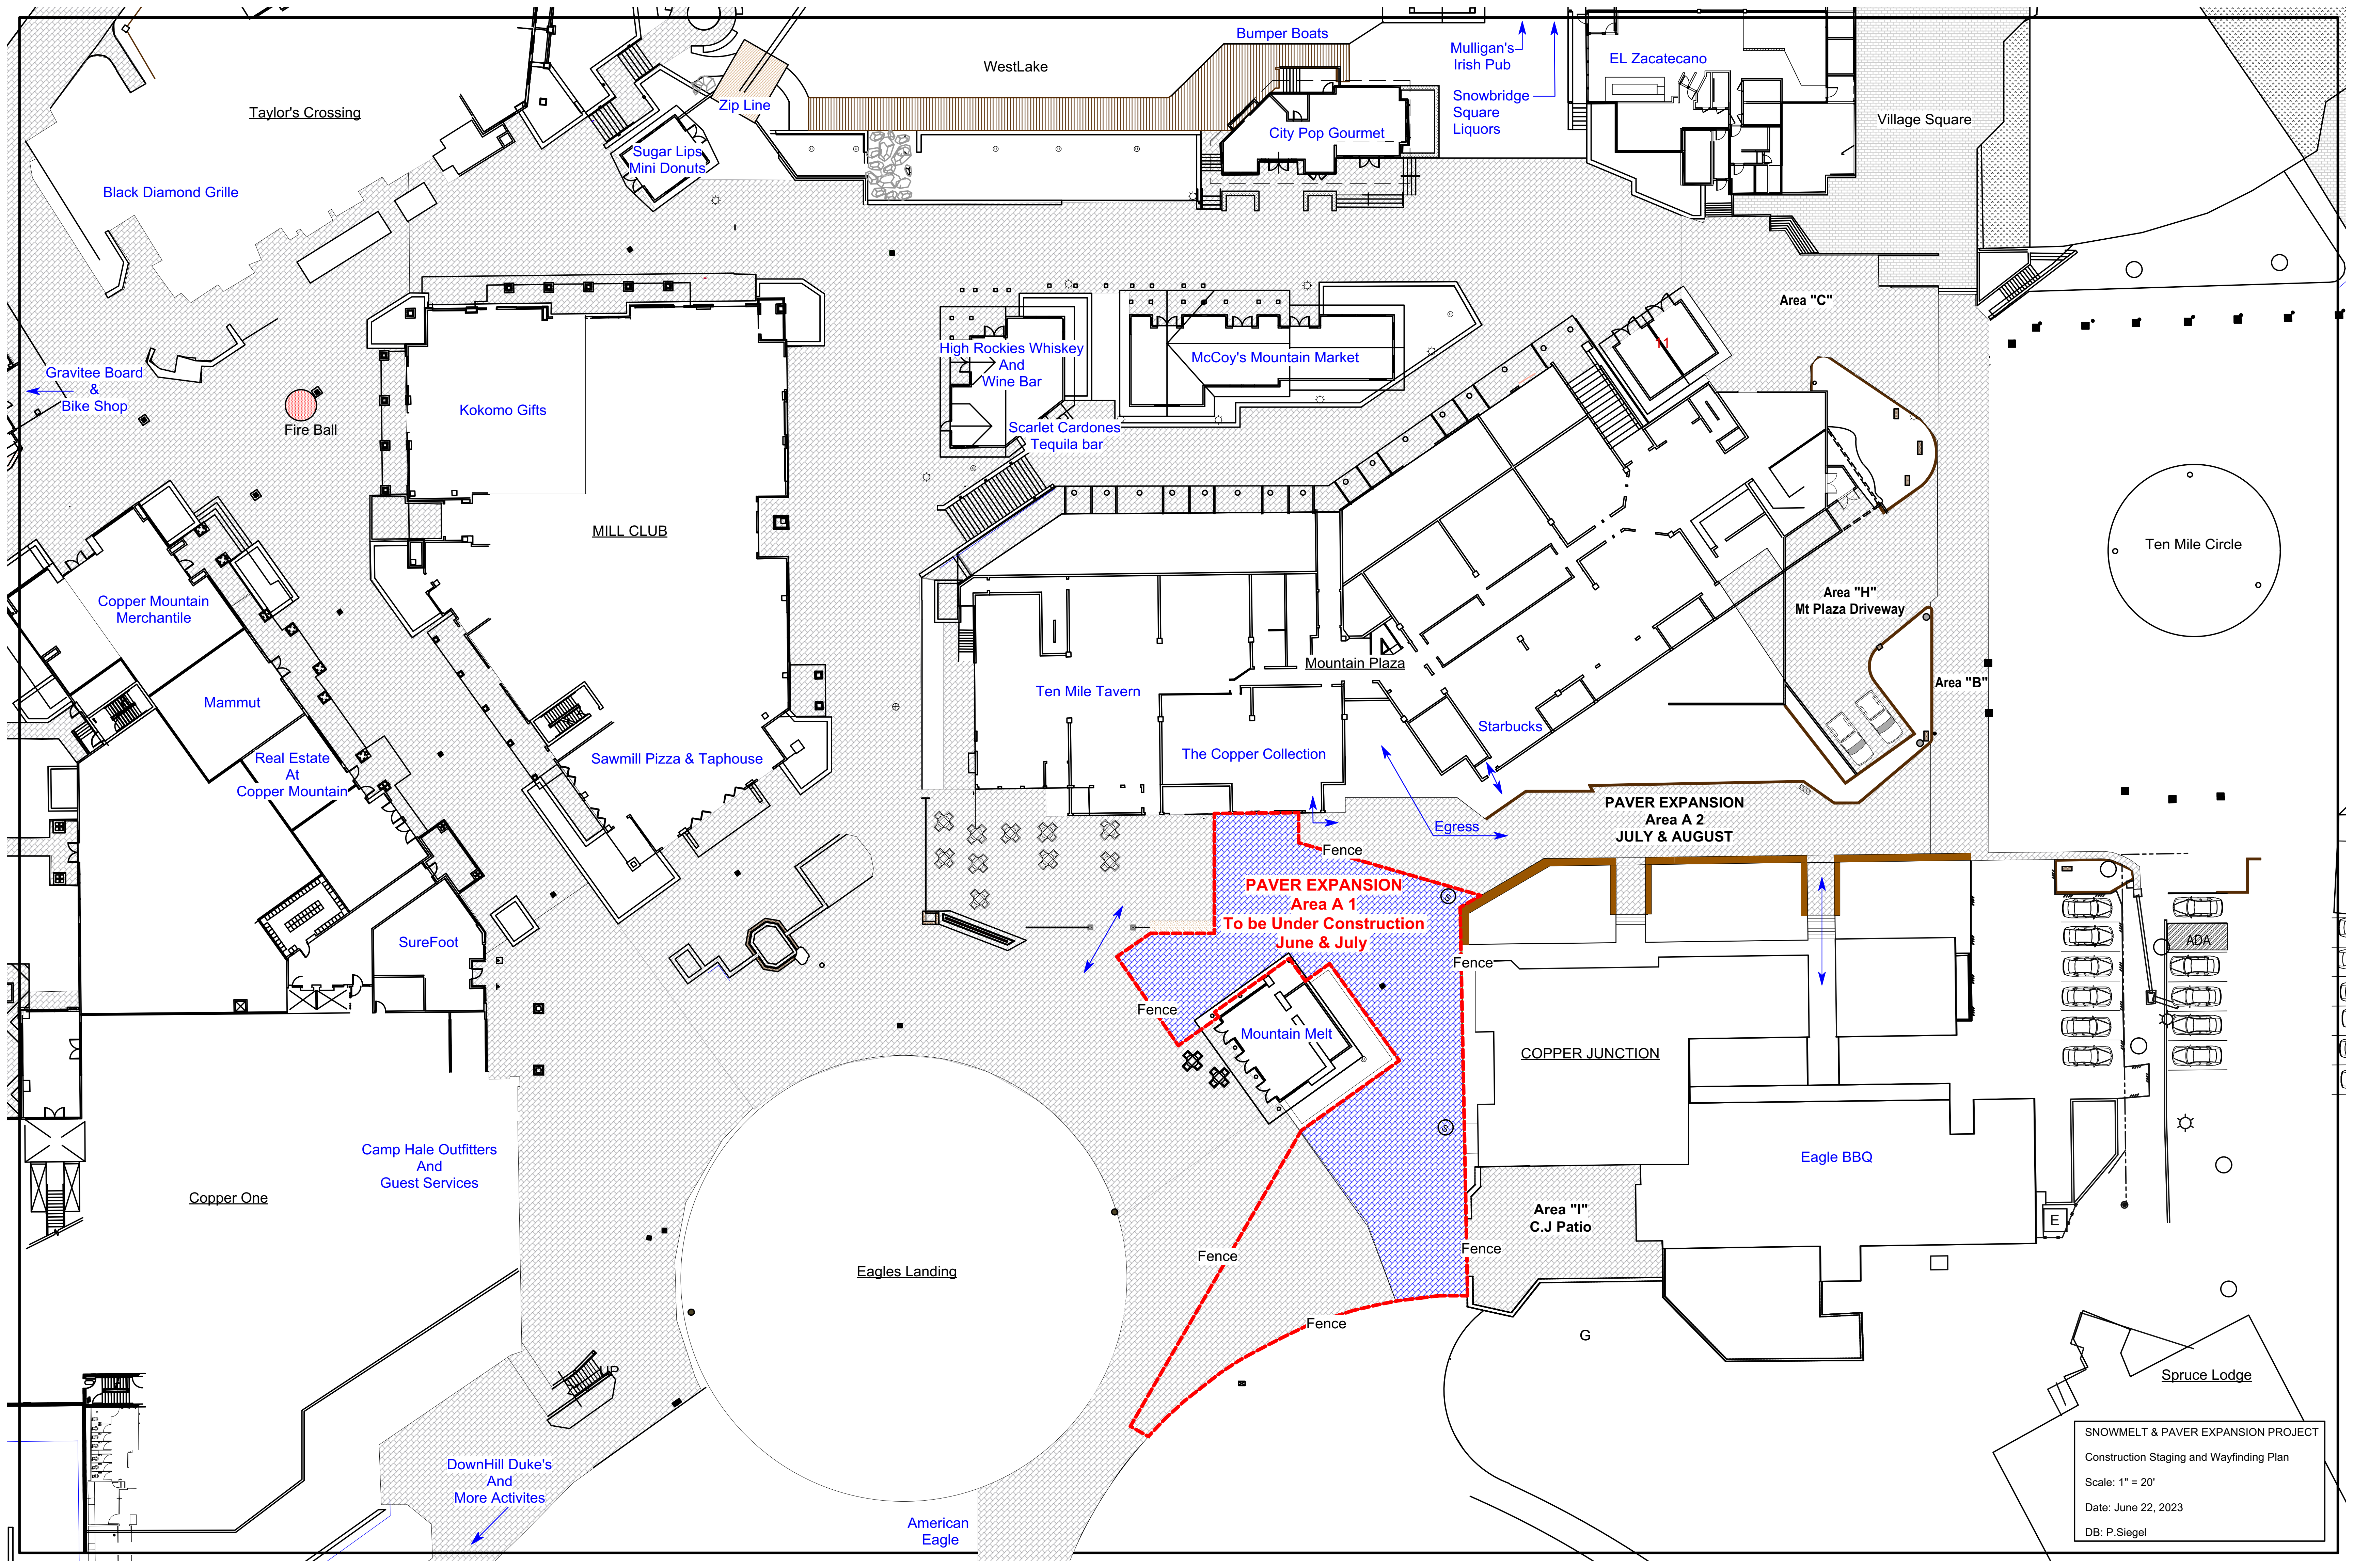 Bumper Boats
WestLake
Mulligan's
Irish Pub
EL Zacatecano
Snowbridge
Square
Liquors
Zip Line
Taylor's Crossing
Village Square
City Pop Gourmet
Sugar Lips
Mini Donuts
Black Diamond Grille
Area "C"
11
High Rockies Whiskey
And
Wine Bar
McCoy's Mountain Market
Gravitee Board
&
Bike Shop
Fire Ball
Kokomo Gifts
Scarlet Cardones
Tequila bar
MILL CLUB
Ten Mile Circle
Copper Mountain
Merchantile
Area "H"
Mt Plaza Driveway
Mountain Plaza
Area "B"
Ten Mile Tavern
Mammut
Starbucks
The Copper Collection
Sawmill Pizza & Taphouse
Real Estate
At
Copper Mountain
PAVER EXPANSION
Area A 2
JULY & AUGUST
Egress
Fence
PAVER EXPANSION
Area A 1
To be Under Construction
June & July
S
SureFoot
ADA
Fence
Fence
Mountain Melt
COPPER JUNCTION
S
Camp Hale Outfitters
And
Guest Services
Eagle BBQ
Copper One
Area "I"
C.J Patio
E
Fence
Fence
Eagles Landing
Fence
G
UP
Spruce Lodge
DownHill Duke's
And
More Activites
American
Eagle
SNOWMELT & PAVER EXPANSION PROJECT
Construction Staging and Wayfinding Plan
Scale: 1" = 20'
Date: June 22, 2023
DB: P.Siegel